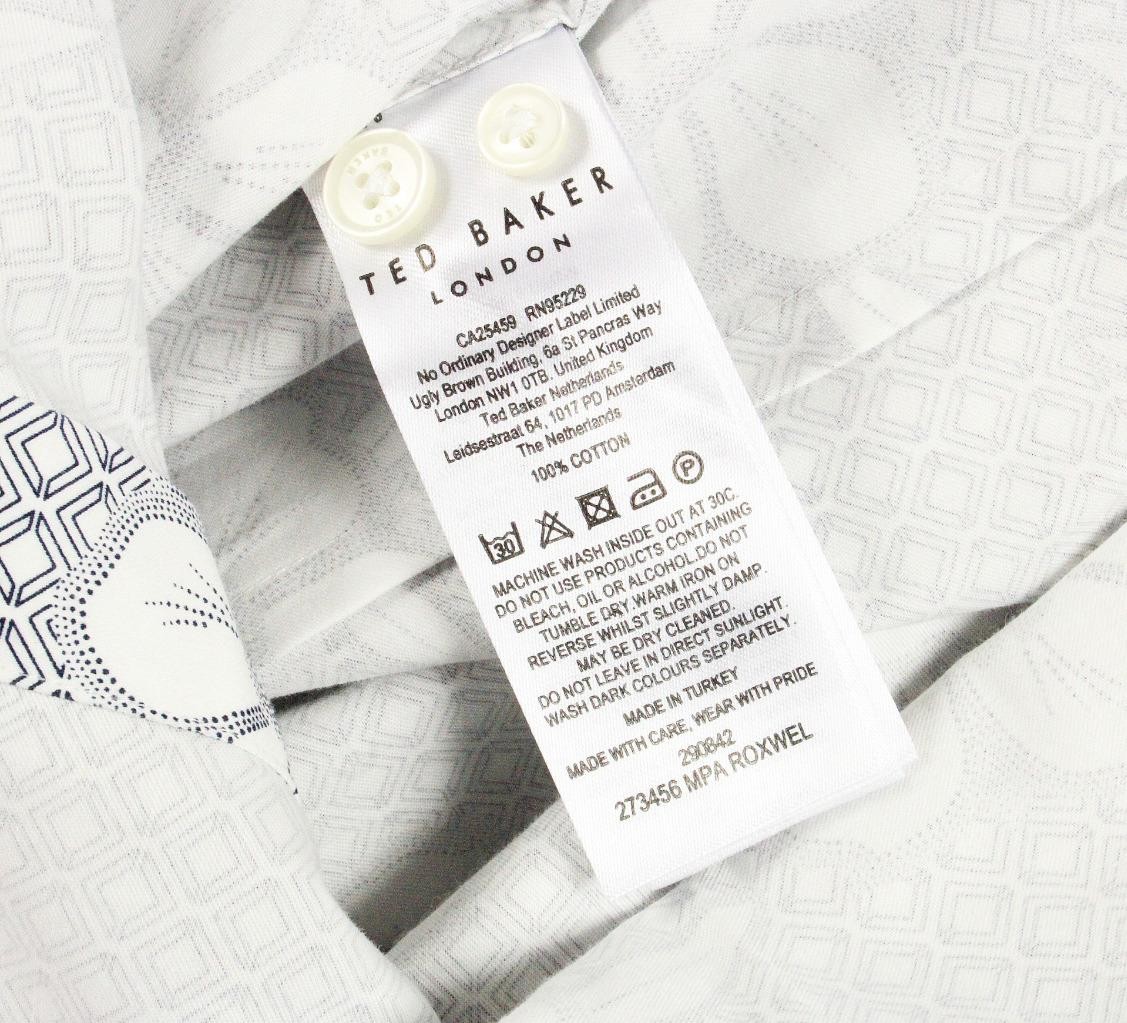 BAKER
TED
TED BAKER
LONDON
CA25459 RN95229
No Ordinary Designer Label Limited
Ugly Brown Building, 6a St Pancras Way
London NW1 0TB, United Kingdom
Ted Baker Netherlands
Leidsestraat 64, 1017 PD Amsterdam
The Netherlands
100% COTTON
30 P
MACHINE WASH INSIDE OUT AT 30C.
DO NOT USE PRODUCTS CONTAINING
BLEACH, OIL OR ALCOHOL.DO NOT
TUMBLE DRY.WARM IRON ON
REVERSE WHILST SLIGHTLY DAMP.
MAY BE DRY CLEANED.
DO NOT LEAVE IN DIRECT SUNLIGHT.
WASH DARK COLOURS SEPARATELY.
MADE IN TURKEY
MADE WITH CARE, WEAR WITH PRIDE
290842
273456 MPA ROXWEL